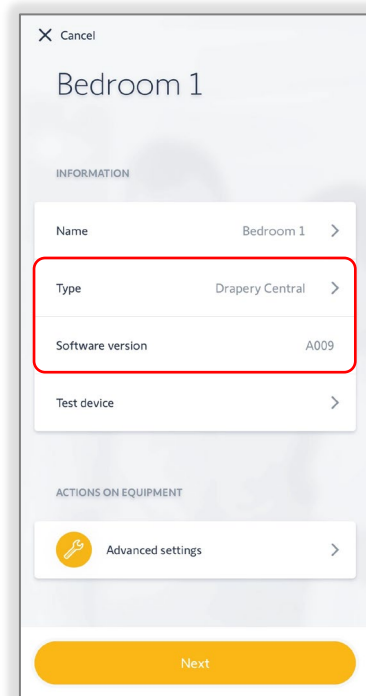 Cancel
Bedroom 1
INFORMATION
Name Bedroom 1
Type Drapery Central
Software version A009
Test device
ACTIONS ON EQUIPMENT
Advanced settings
Next